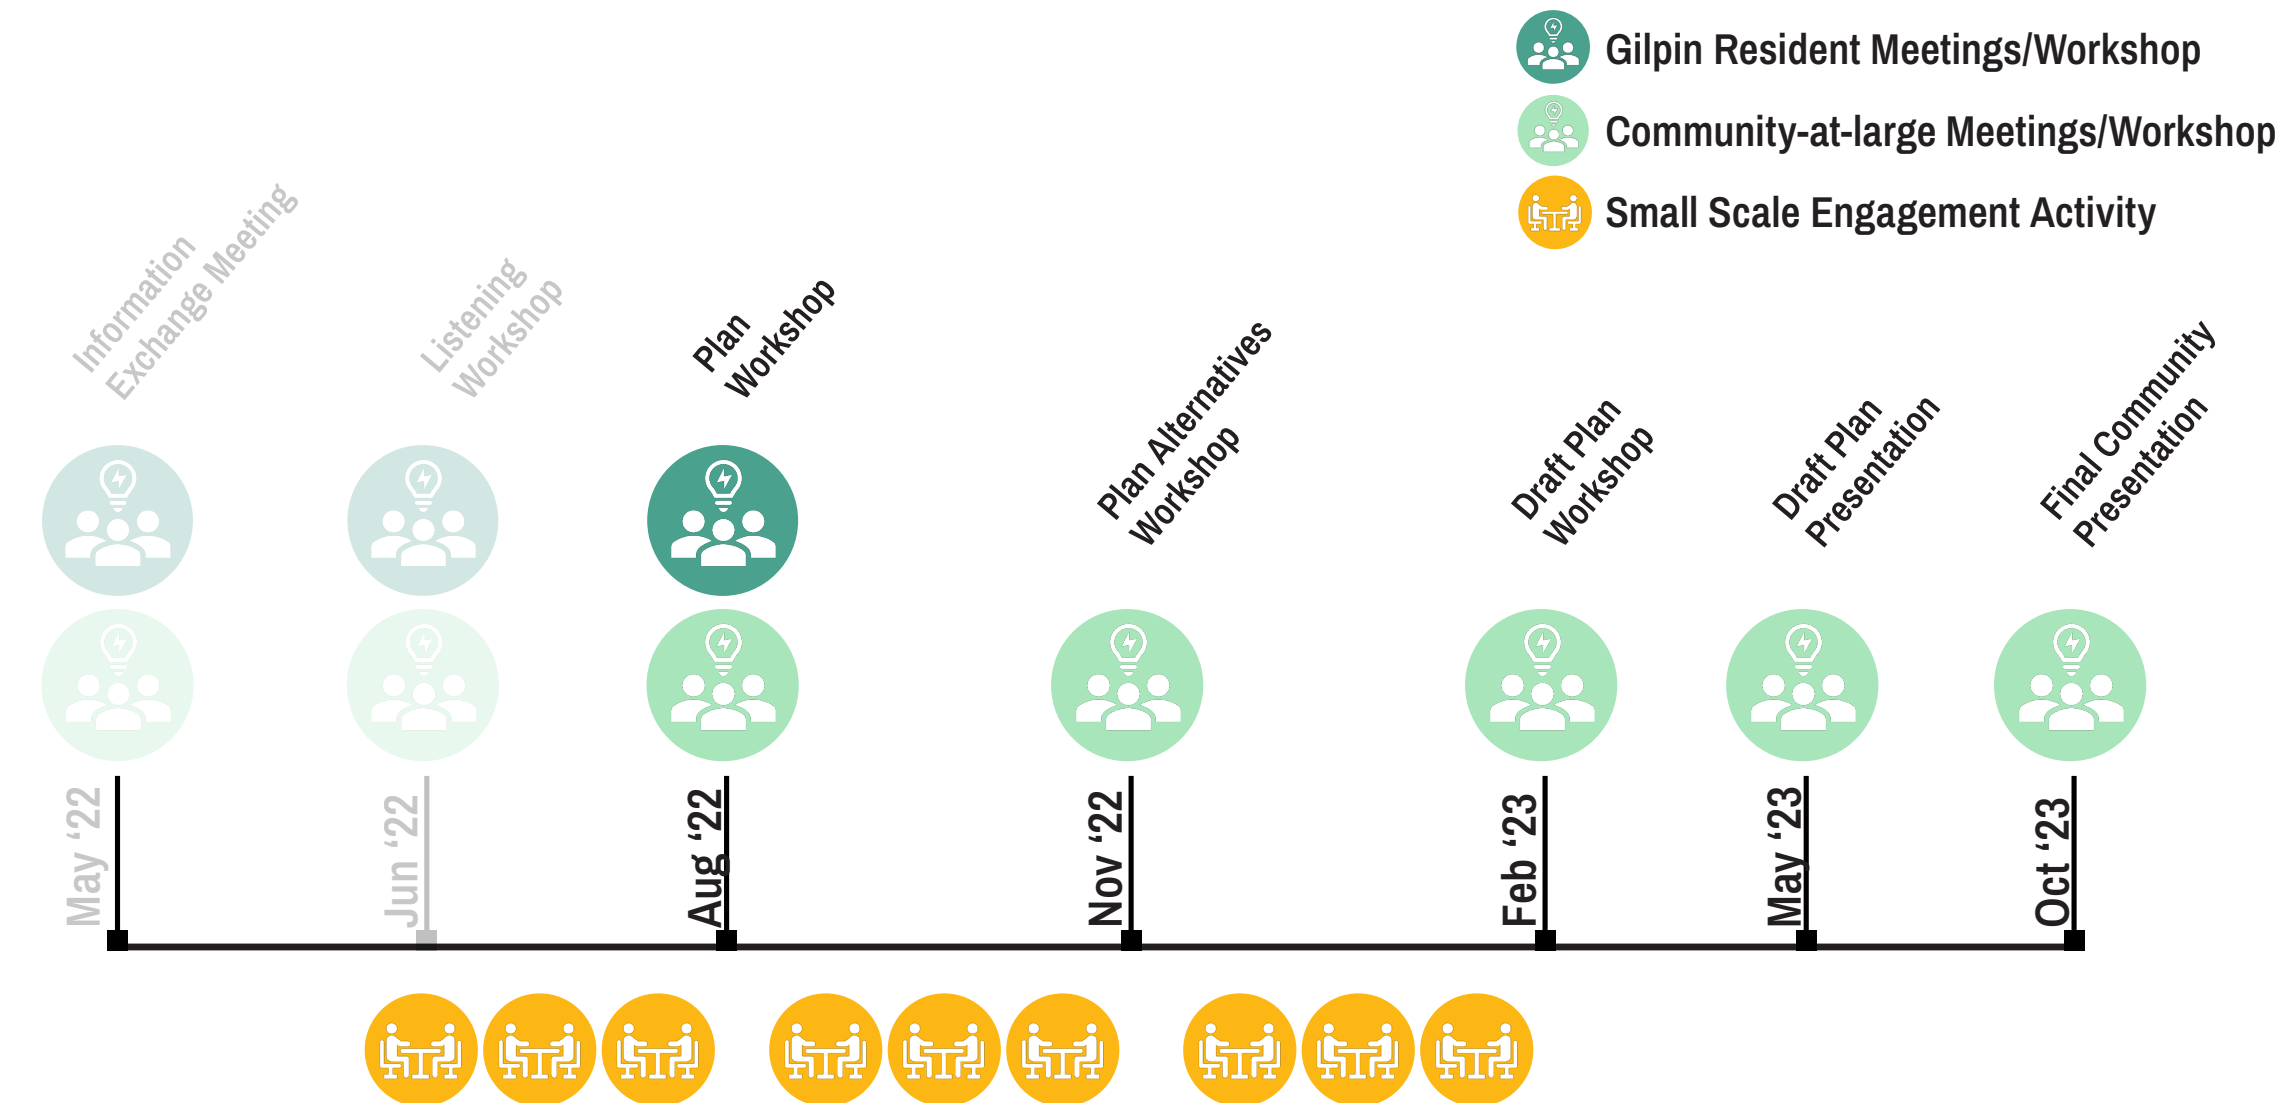 Gilpin Resident Meetings/Workshop
Community-at-large Meetings/Workshop
Small Scale Engagement Activity
Information
Exchange Meeting
Listening
Workshop
Plan
Workshop
Plan Alternatives
Workshop
Draft Plan
Workshop
Draft Plan
Presentation
Final Community
Presentation
May ‘22
Jun ‘22
Aug ‘22
Nov ‘22
Feb ‘23
May ‘23
Oct ‘23